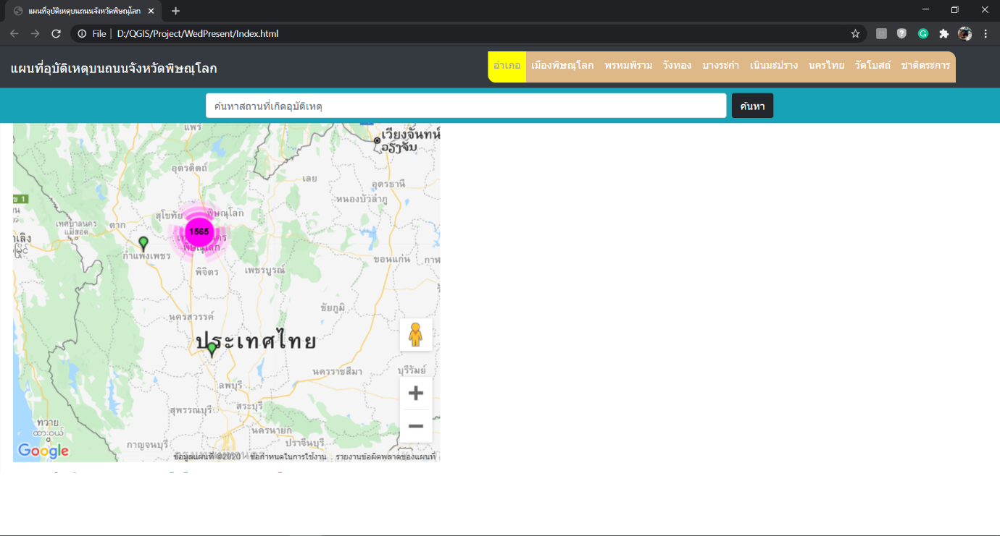 แผนที่อุบัติเหตุบนถนนจังหวัดพิษณุโลก
File | D:/QGIS/Project/WedPresent/Index.html
แผนที่อุบัติเหตุบนถนนจังหวัดพิษณุโลก
อำเภอ เมืองพิษณุโลก พรหมพิราม วังทอง บางระกำ เนินมะปราง นครไทย วัดโบสถ์ ชาติตระการ
ค้นหาสถานที่เกิดอุบัติเหตุ ค้นหา
แพร่
เวียงจันทน์
ວຽງຈັນ
อุตรดิตถ์
เลย
อุดรธานี
หนองบัวลำภู
ข 1
สุโขทัย พิษณุโลก
เทศบาลนคร
แม่สอด
ตาก
1565
พิษณุโลก
กำแพงเพชร
ขอนแก่น
พิจิตร
เพชรบูรณ์
ชัยภูมิ
นครสวรรค์
ประเทศไทย
นครราชสีมา
บุรีรัมย์
ลพบุรี
สุพรรณบุรี
สระบุรี
ทวาย
ထားဝယ်
นครนายก
กาญจนบุรี
ปราจีนบุรี
Google
ข้อมูลแผนที่ ©2020 ข้อกำหนดในการใช้งาน รายงานข้อผิดพลาดของแผนที่